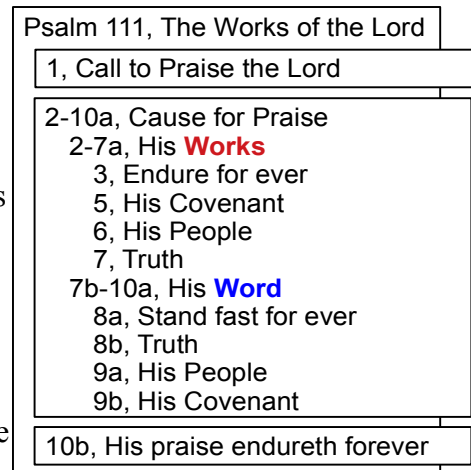 Psalm 111, The Works of the Lord
1, Call to Praise the Lord
2-10a, Cause for Praise
2-7a, His Works
s
3, Endure for ever
5, His Covenant
6, His People
7, Truth
7b-10a, His Word
8a, Stand fast for ever
8b, Truth
9a, His People
9b, His Covenant
e
10b, His praise endureth forever